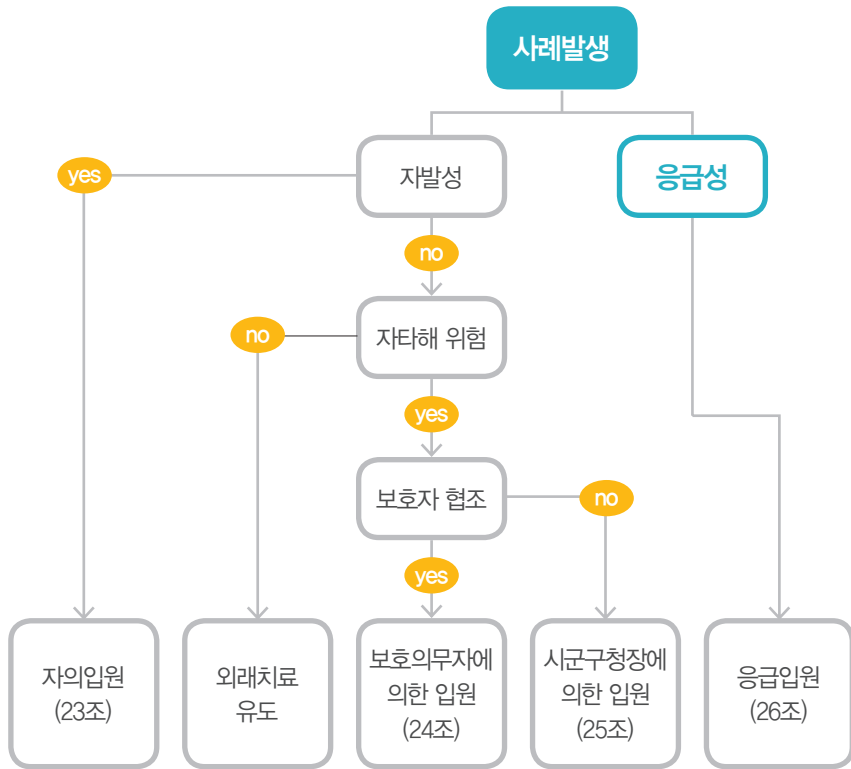 사례발생
yes
자발성
응급성
no
no
자타해 위험
yes
보호자 협조
no
yes
자의입원
(23조)
외래치료
유도
보호의무자에
의한 입원
(24조)
시군구청장에
의한 입원
(25조)
응급입원
(26조)